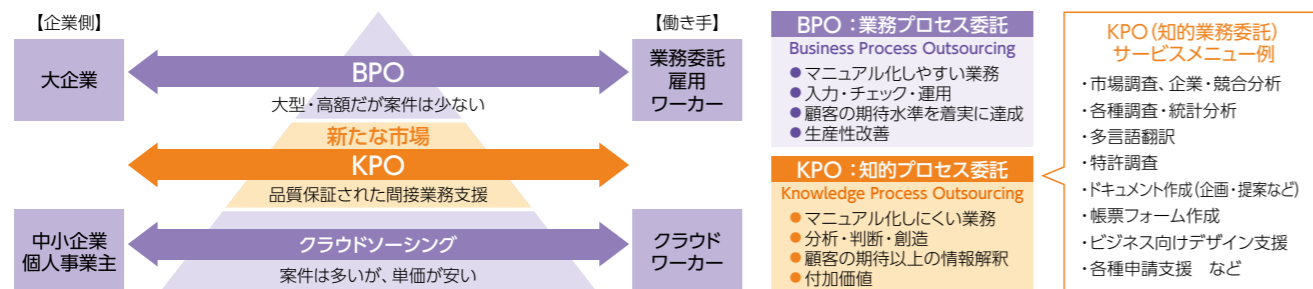 【企業側】
大企業
中小企業
個人事業主
BPO
大型・高額だが案件は少ない
新たな市場
KPO
品質保証された間接業務支援
クラウドソーシング
案件は多いが、単価が安い
【働き手】
業務委託
雇用
ワーカー
クラウド
ワーカー
BPO：業務プロセス委託
Business Process Outsourcing
●マニュアル化しやすい業務
●入力・チェック・運用
●顧客の期待水準を着実に達成
●生産性改善
KPO：知的プロセス委託
Knowledge Process Outsourcing
●マニュアル化しにくい業務
●分析・判断・創造
●顧客の期待以上の情報解釈
●付加価値
KPO（知的業務委託）
サービスメニュー例
・市場調査、企業・競合分析
・各種調査・統計分析
・多言語翻訳
・特許調査
・ドキュメント作成（企画・提案など）
・帳票フォーム作成
・ビジネス向けデザイン支援
・各種申請支援　など